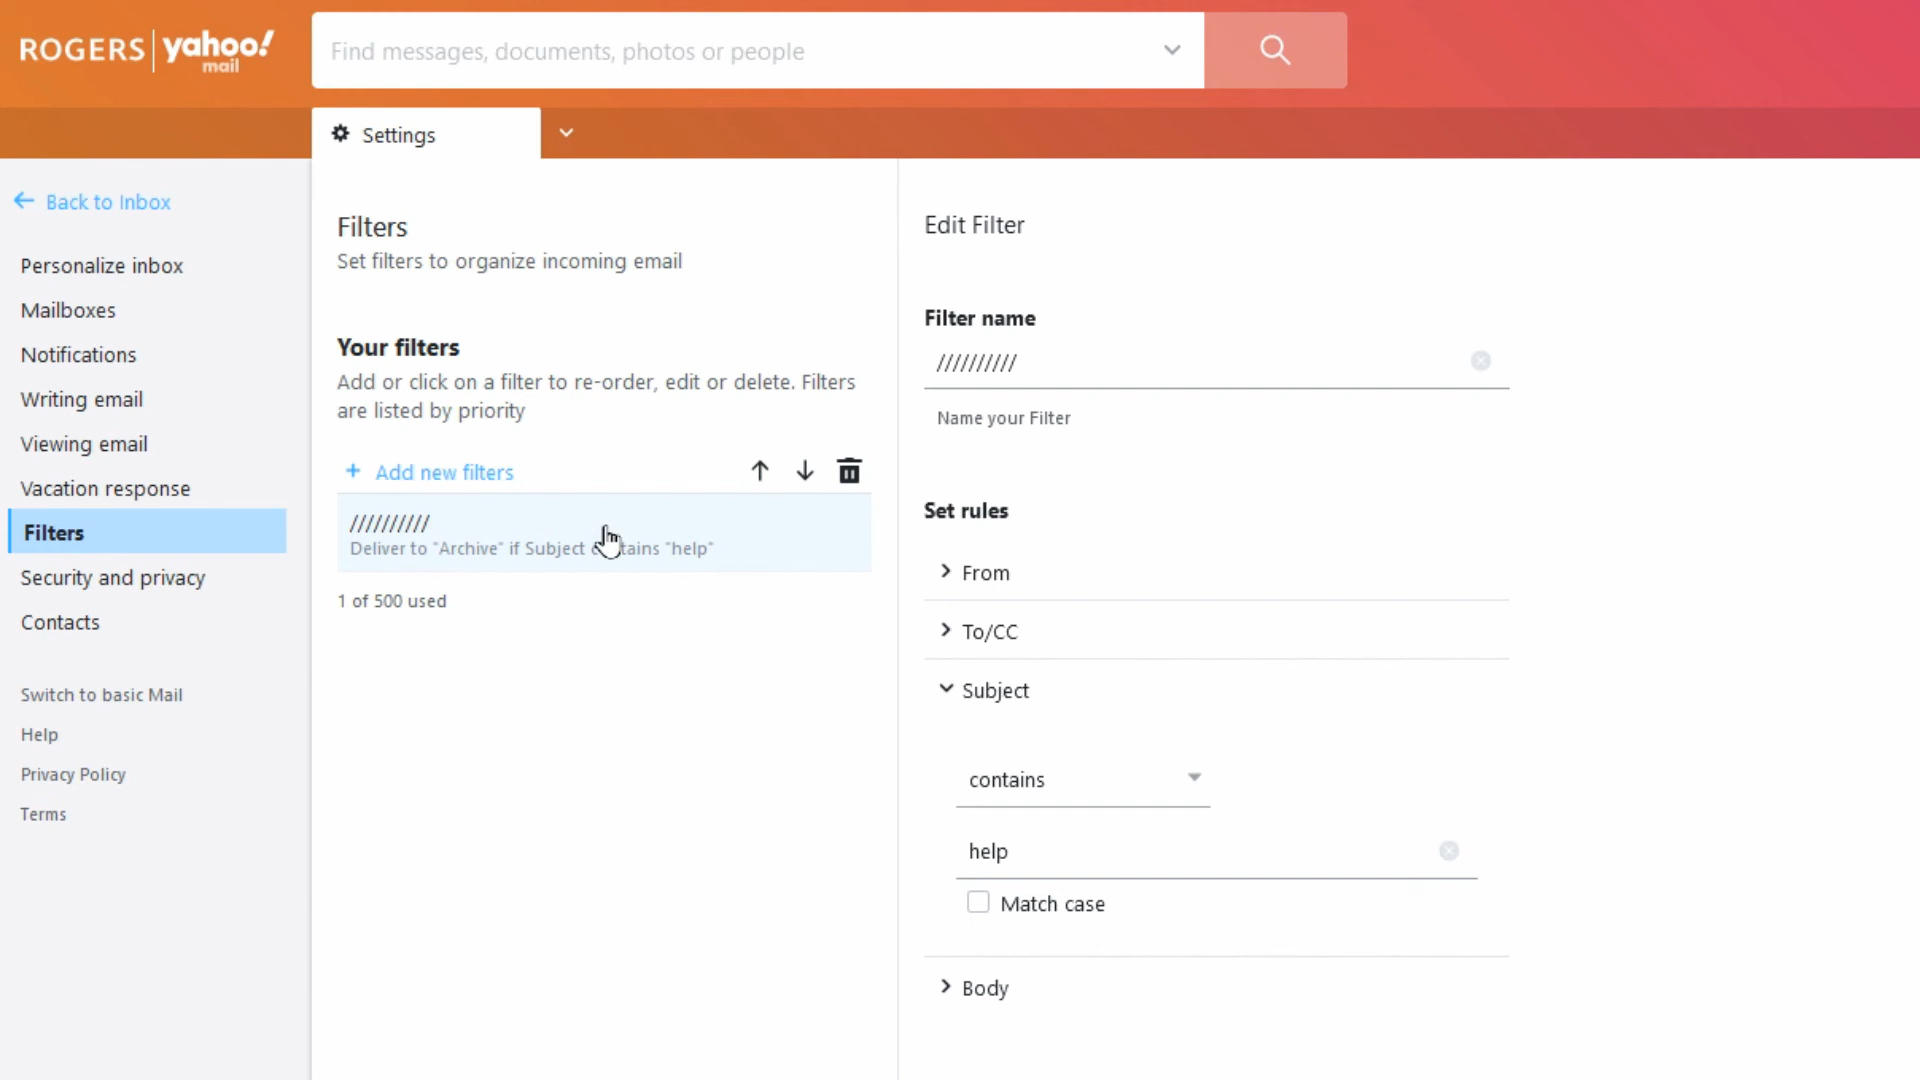 ROGERS yahoo! mail
Find messages, documents, photos or people
Settings
Back to Inbox
Personalize inbox
Mailboxes
Notifications
Writing email
Viewing email
Vacation response
Filters
Security and privacy
Contacts
Switch to basic Mail
Help
Privacy Policy
Terms
Filters
Set filters to organize incoming email
Your filters
Add or click on a filter to re-order, edit or delete. Filters
are listed by priority
+ Add new filters
//////////
Deliver to "Archive" if Subject contains "help"
1 of 500 used
Edit Filter
Filter name
//////////
Name your Filter
Set rules
From
To/CC
Subject
contains
help
Match case
Body